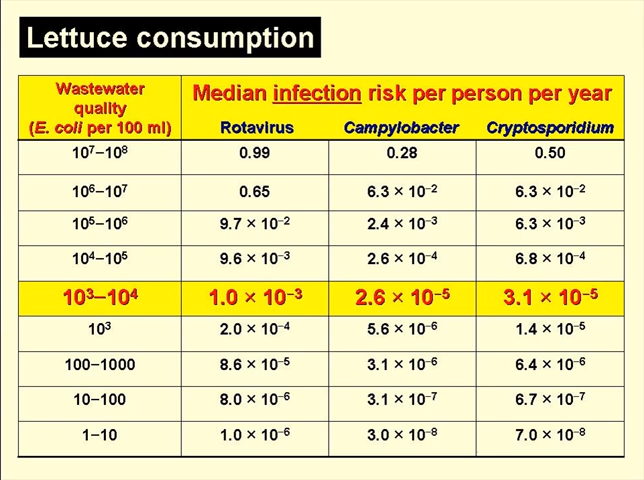 Lettuce consumption
Wastewater
quality
(E. coli per 100 ml)
Median infection risk per person per year
Rotavirus Campylobacter Cryptosporidium
10⁷–10⁸ 0.99 0.28 0.50
10⁶–10⁷ 0.65 6.3 × 10⁻² 6.3 × 10⁻²
10⁵–10⁶ 9.7 × 10⁻² 2.4 × 10⁻³ 6.3 × 10⁻³
10⁴–10⁵ 9.6 × 10⁻³ 2.6 × 10⁻⁴ 6.8 × 10⁻⁴
10³–10⁴ 1.0 × 10⁻³ 2.6 × 10⁻⁵ 3.1 × 10⁻⁵
10³ 2.0 × 10⁻⁴ 5.6 × 10⁻⁶ 1.4 × 10⁻⁵
100–1000 8.6 × 10⁻⁵ 3.1 × 10⁻⁶ 6.4 × 10⁻⁶
10–100 8.0 × 10⁻⁶ 3.1 × 10⁻⁷ 6.7 × 10⁻⁷
1–10 1.0 × 10⁻⁶ 3.0 × 10⁻⁸ 7.0 × 10⁻⁸